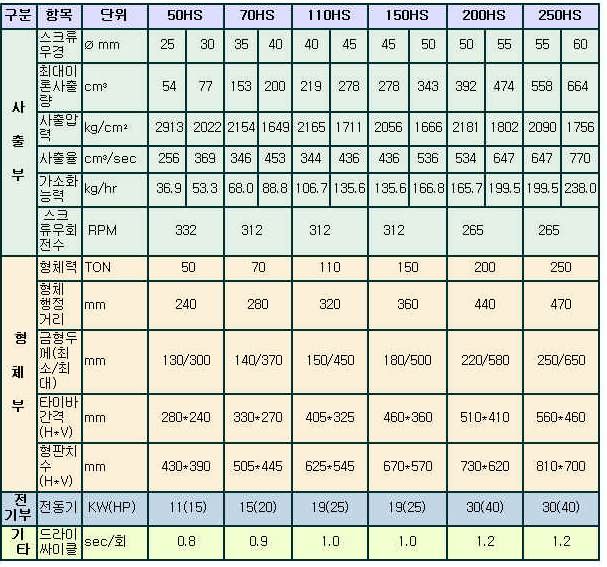 구분 항목 단위 50HS 70HS 110HS 150HS 200HS 250HS
사출부 스크류우경 ø mm 25 30 35 40 40 45 45 50 50 55 55 60
최대이론사출량 cm³ 54 77 153 200 219 278 278 343 392 474 558 664
사출압력 kg/cm² 2913 2022 2154 1649 2165 1711 2056 1666 2181 1802 2090 1756
사출율 cm³/sec 256 369 346 453 344 436 436 536 534 647 647 770
가소화능력 kg/hr 36.9 53.3 68.0 88.8 106.7 135.6 135.6 166.8 165.7 199.5 199.5 238.0
스크류우회전수 RPM 332 312 312 312 265 265
형체부 형체력 TON 50 70 110 150 200 250
형체행정거리 mm 240 280 320 360 440 470
금형두께(최소/최대) mm 130/300 140/370 150/450 180/500 220/580 250/650
타이바간격(H*V) mm 280*240 330*270 405*325 460*360 510*410 560*460
형판치수(H*V) mm 430*390 505*445 625*545 670*570 730*620 810*700
전기부 전동기 KW(HP) 11(15) 15(20) 19(25) 19(25) 30(40) 30(40)
기타 드라이싸이클 sec/회 0.8 0.9 1.0 1.0 1.2 1.2